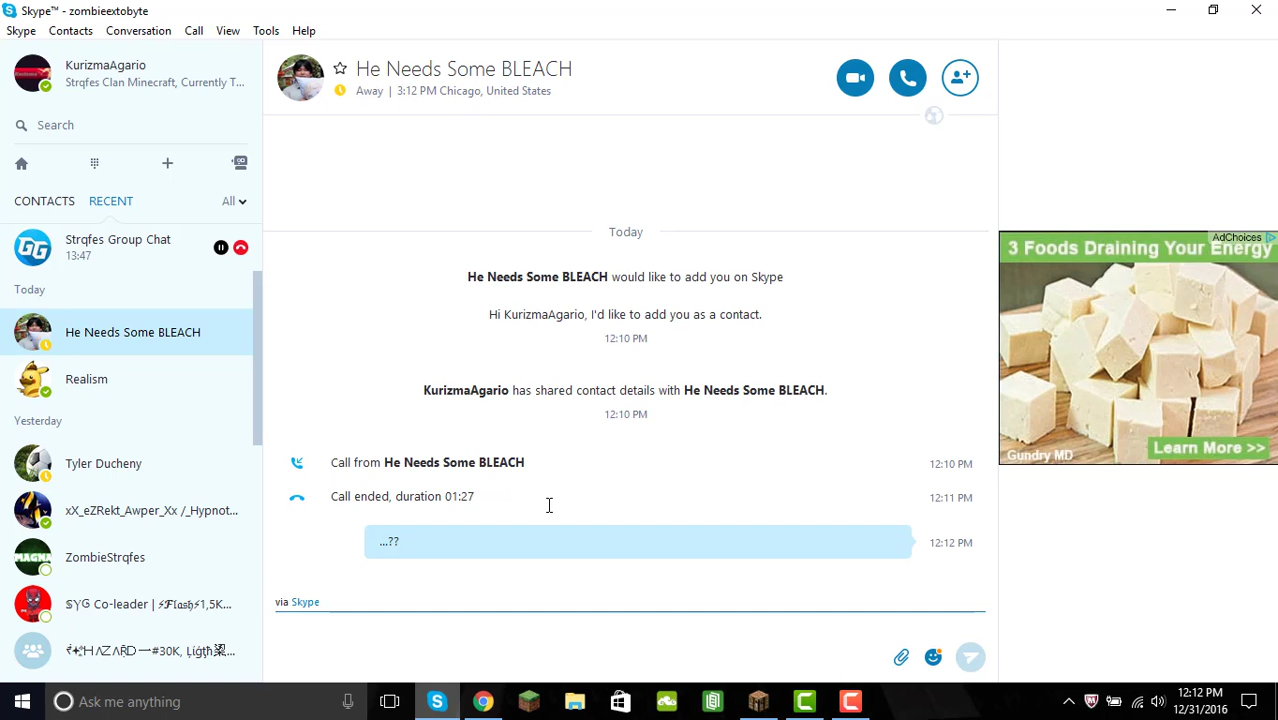 Skype™ - zombieextobyte
Skype Contacts Conversation Call View Tools Help
KurizmaAgario
Strqfes Clan Minecraft, Currently T...
Search
CONTACTS RECENT All
Strqfes Group Chat
13:47
Today
He Needs Some BLEACH
Realism
Yesterday
Tyler Ducheny
xX_eZRekt_Awper_Xx /_Hypnot...
ZombieStrqfes
Co-leader |
He Needs Some BLEACH
Away | 3:12 PM Chicago, United States
Today
He Needs Some BLEACH would like to add you on Skype
Hi KurizmaAgario, I'd like to add you as a contact.
12:10 PM
KurizmaAgario has shared contact details with He Needs Some BLEACH.
12:10 PM
Call from He Needs Some BLEACH 12:10 PM
Call ended, duration 01:27 12:11 PM
...?? 12:12 PM
via Skype
AdChoices
3 Foods Draining Your Energy
Learn More >>
Gundry MD
Ask me anything
12:12 PM
12/31/2016